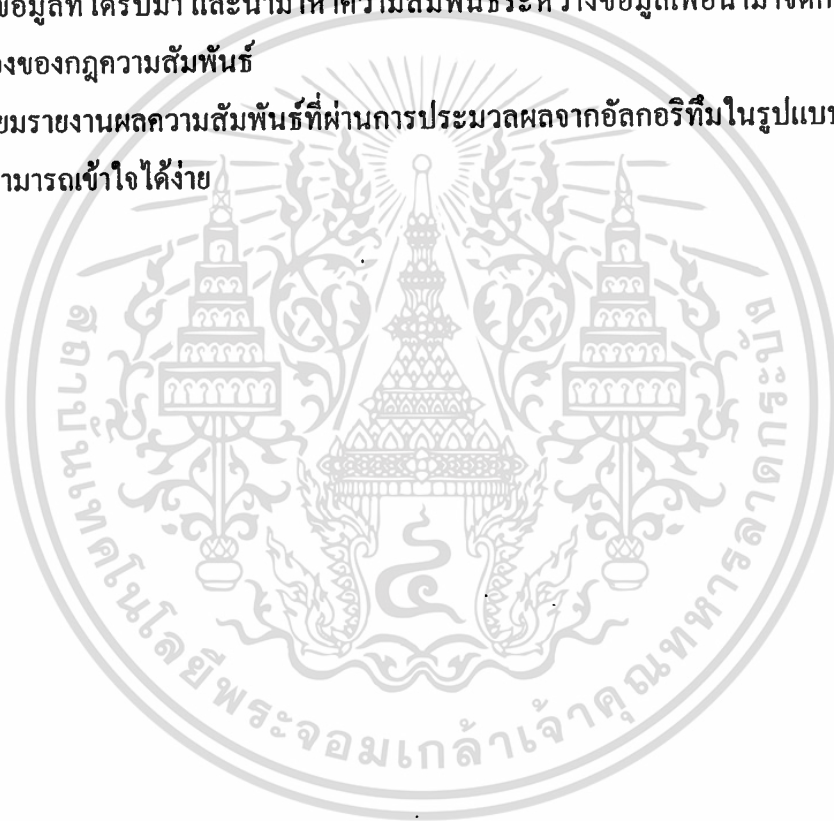 ข้อมูลที่ได้รับมา และนำมาหาความสัมพันธ์ระหว่างข้อมูลเพื่อนำมาจัดก
ของกฎความสัมพันธ์
ยมรายงานผลความสัมพันธ์ที่ผ่านการประมวลผลจากอัลกอริทึมในรูปแบบ
ามารถเข้าใจได้ง่าย
สถาบันเทคโนโลยีพระจอมเกล้าเจ้าคุณทหารลาดกระบัง